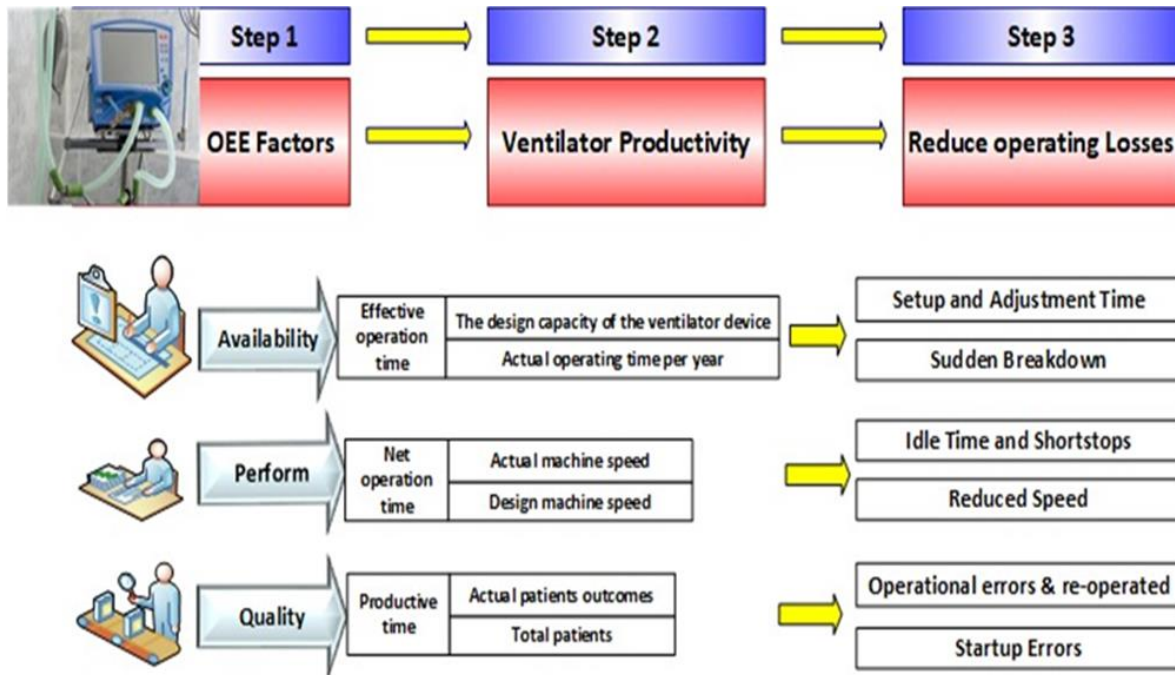 Step 1
Step 2
Step 3
OEE Factors
Ventilator Productivity
Reduce operating Losses
Availability
Effective
operation
time
The design capacity of the ventilator device
Actual operating time per year
Setup and Adjustment Time
Sudden Breakdown
Perform
Net
operation
time
Actual machine speed
Design machine speed
Idle Time and Shortstops
Reduced Speed
Quality
Productive
time
Actual patients outcomes
Total patients
Operational errors & re-operated
Startup Errors